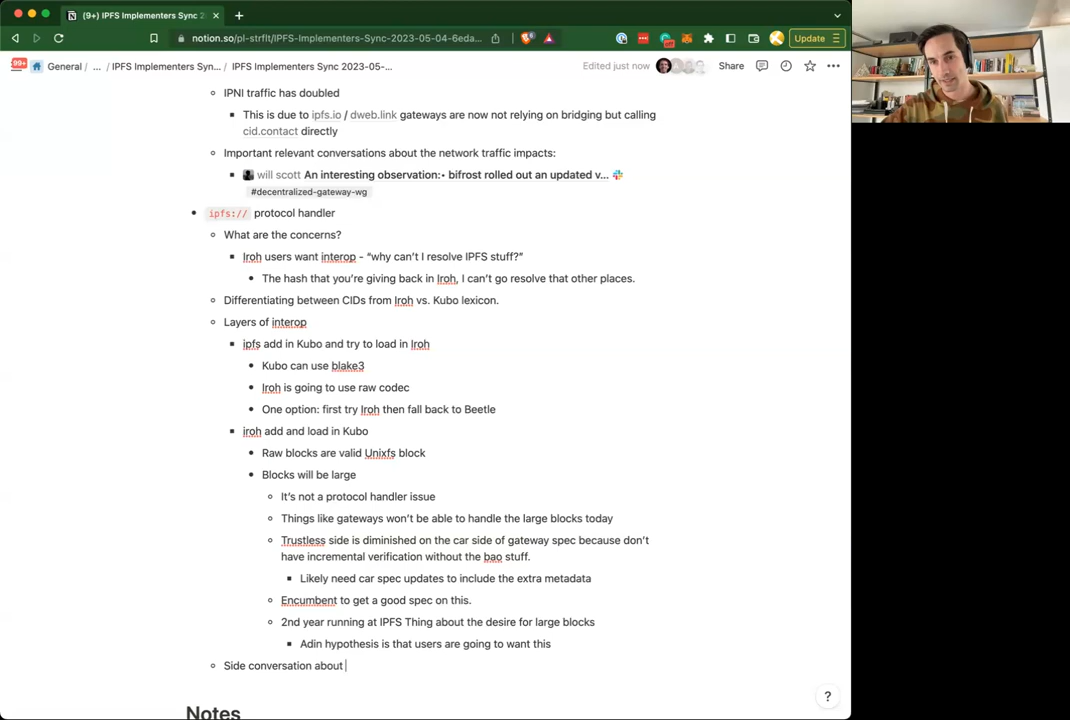 (9+) IPFS Implementers Sync 2
notion.so/pl-strflt/IPFS-Implementers-Sync-2023-05-04-6eda...
Update
99+
General / ... / IPFS Implementers Syn... / IPFS Implementers Sync 2023-05-...
Edited just now
Share
IPNI traffic has doubled
This is due to ipfs.io / dweb.link gateways are now not relying on bridging but calling
cid.contact directly
Important relevant conversations about the network traffic impacts:
will scott An interesting observation:• bifrost rolled out an updated v...
#decentralized-gateway-wg
ipfs:// protocol handler
What are the concerns?
Iroh users want interop - “why can’t I resolve IPFS stuff?”
The hash that you’re giving back in Iroh, I can’t go resolve that other places.
Differentiating between CIDs from Iroh vs. Kubo lexicon.
Layers of interop
ipfs add in Kubo and try to load in Iroh
Kubo can use blake3
Iroh is going to use raw codec
One option: first try Iroh then fall back to Beetle
iroh add and load in Kubo
Raw blocks are valid Unixfs block
Blocks will be large
It’s not a protocol handler issue
Things like gateways won’t be able to handle the large blocks today
Trustless side is diminished on the car side of gateway spec because don’t
have incremental verification without the bao stuff.
Likely need car spec updates to include the extra metadata
Encumbent to get a good spec on this.
2nd year running at IPFS Thing about the desire for large blocks
Adin hypothesis is that users are going to want this
Side conversation about
Notes
?